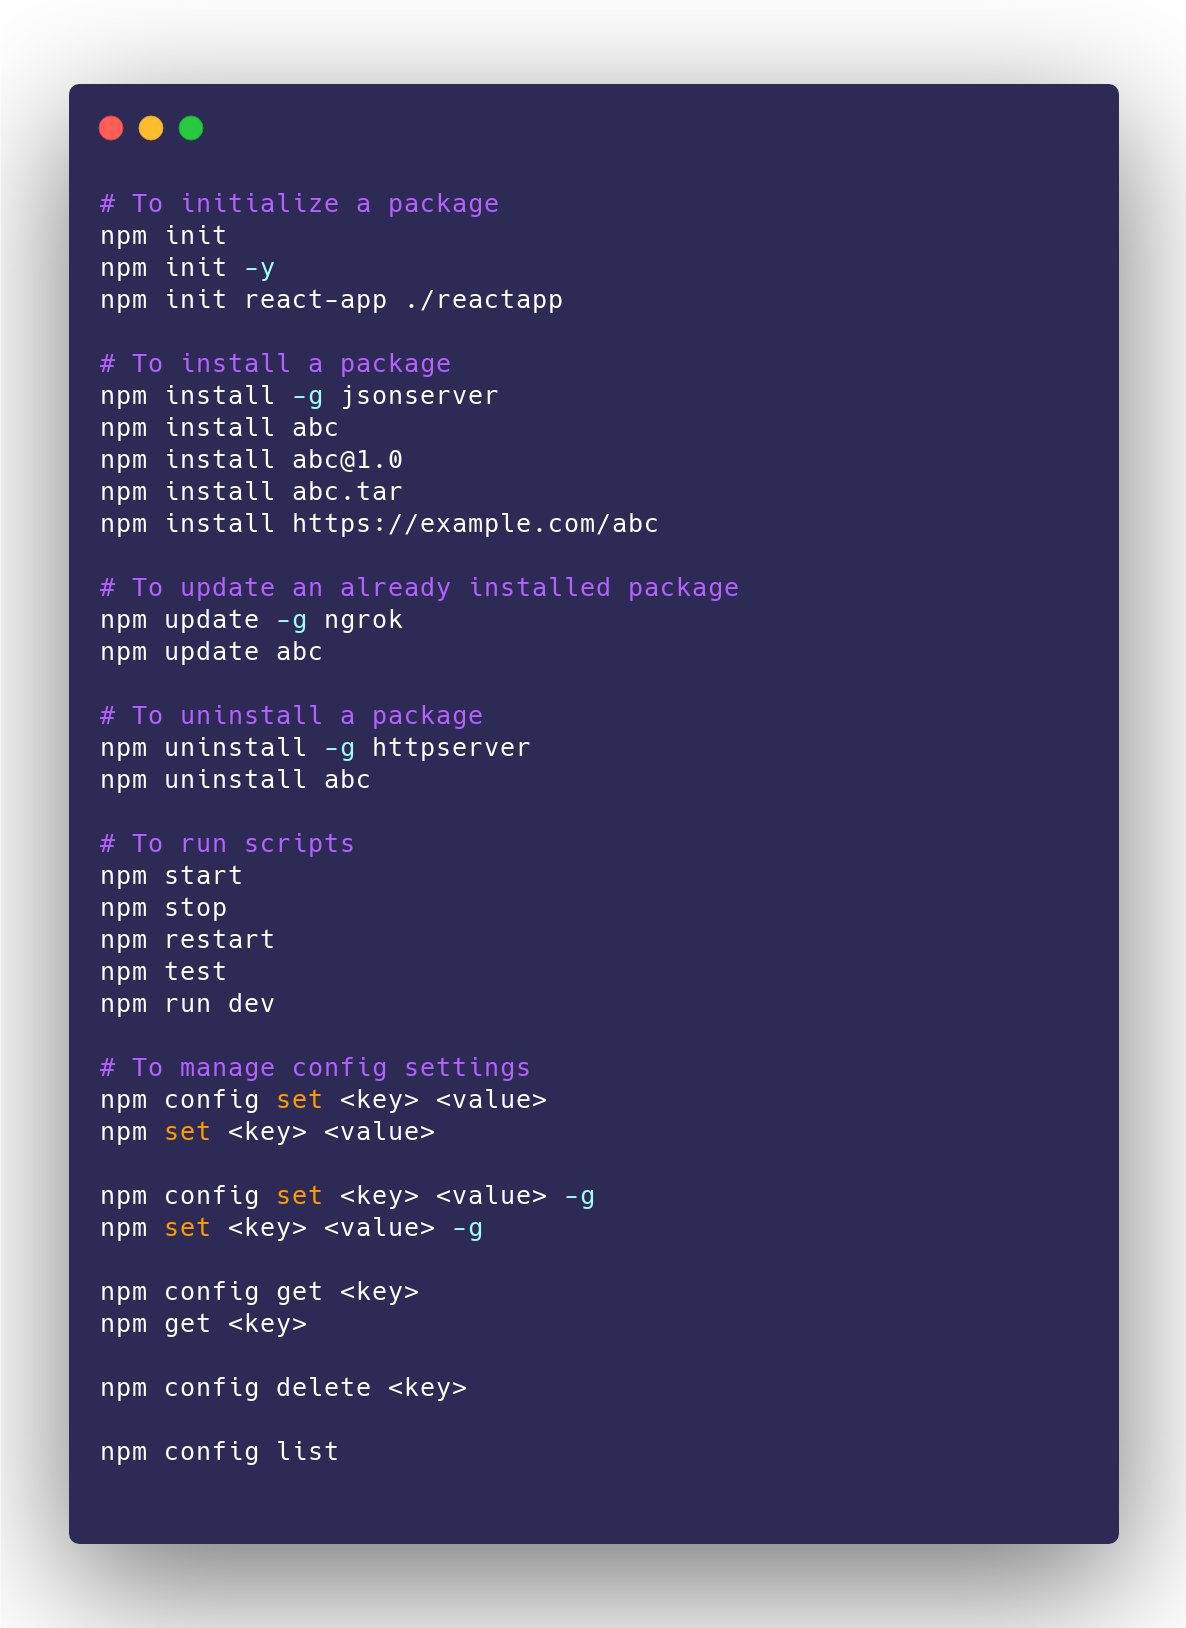 # To initialize a package
npm init
npm init -y
npm init react-app ./reactapp
# To install a package
npm install -g jsonserver
npm install abc
npm install abc@1.0
npm install abc.tar
npm install https://example.com/abc
# To update an already installed package
npm update -g ngrok
npm update abc
# To uninstall a package
npm uninstall -g httpserver
npm uninstall abc
# To run scripts
npm start
npm stop
npm restart
npm test
npm run dev
# To manage config settings
npm config set <key> <value>
npm set <key> <value>
npm config set <key> <value> -g
npm set <key> <value> -g
npm config get <key>
npm get <key>
npm config delete <key>
npm config list